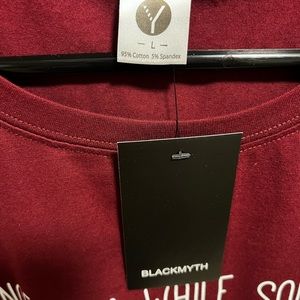 Y
L
95% Cotton 5% Spandex
BLACKMYTH
WHILE